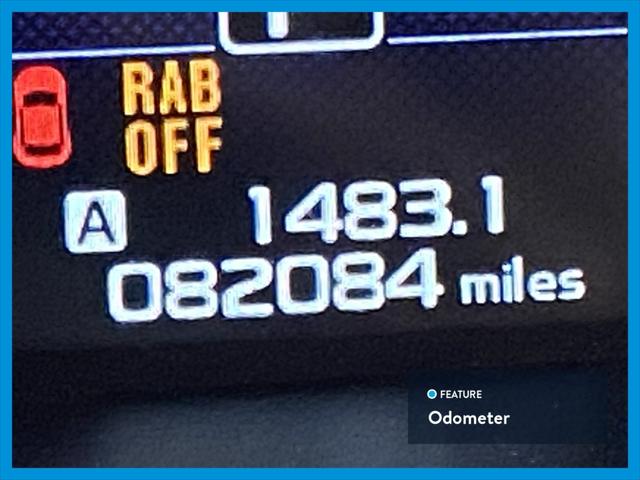 RAB
OFF
A 1483.1
082084 miles
FEATURE
Odometer